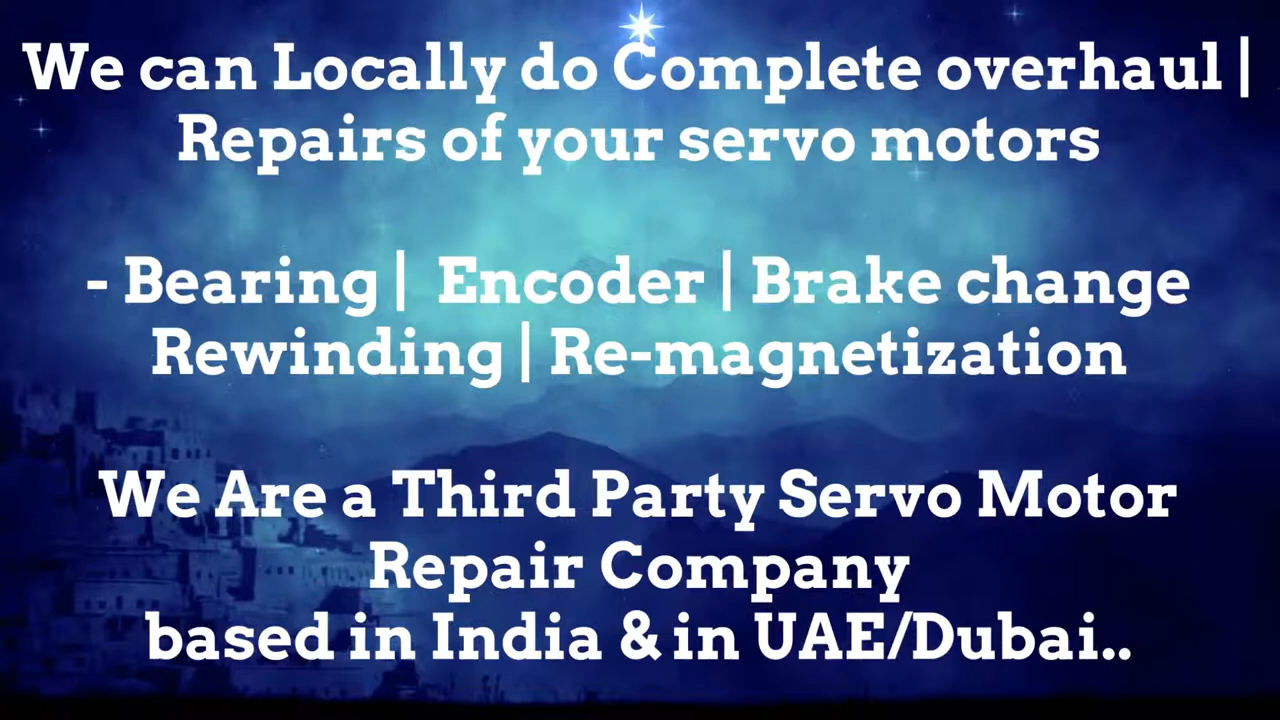 We can Locally do Complete overhaul |
Repairs of your servo motors
- Bearing | Encoder | Brake change
Rewinding | Re-magnetization
We Are a Third Party Servo Motor
Repair Company
based in India & in UAE/Dubai..